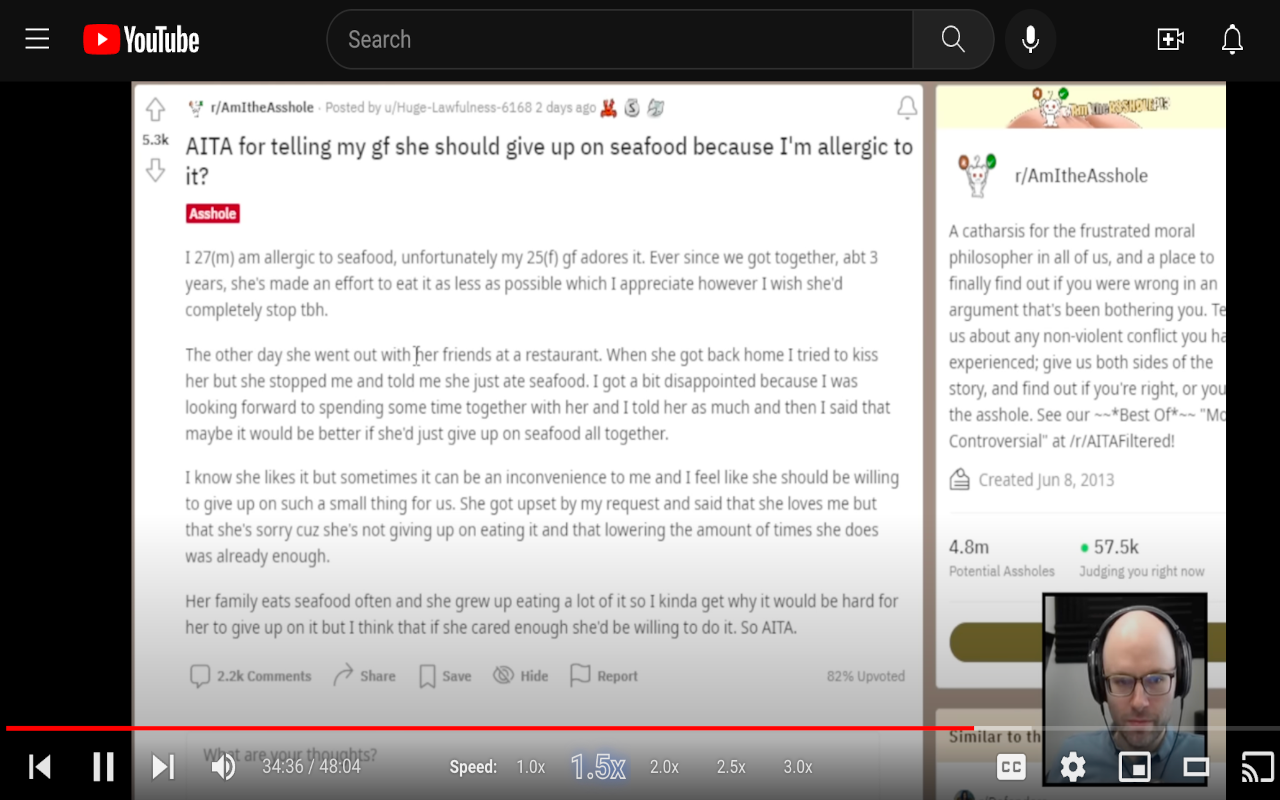 YouTube
Search
r/AmItheAsshole · Posted by u/Huge-Lawfulness-6168 2 days ago
5.3k
AITA for telling my gf she should give up on seafood because I'm allergic to
it?
Asshole
I 27(m) am allergic to seafood, unfortunately my 25(f) gf adores it. Ever since we got together, abt 3
years, she's made an effort to eat it as less as possible which I appreciate however I wish she'd
completely stop tbh.
The other day she went out with her friends at a restaurant. When she got back home I tried to kiss
her but she stopped me and told me she just ate seafood. I got a bit disappointed because I was
looking forward to spending some time together with her and I told her as much and then I said that
maybe it would be better if she'd just give up on seafood all together.
I know she likes it but sometimes it can be an inconvenience to me and I feel like she should be willing
to give up on such a small thing for us. She got upset by my request and said that she loves me but
that she's sorry cuz she's not giving up on eating it and that lowering the amount of times she does
was already enough.
Her family eats seafood often and she grew up eating a lot of it so I kinda get why it would be hard for
her to give up on it but I think that if she cared enough she'd be willing to do it. So AITA.
2.2k Comments Share Save Hide Report 82% Upvoted
What are your thoughts?
r/AmItheAsshole
A catharsis for the frustrated moral
philosopher in all of us, and a place to
finally find out if you were wrong in an
argument that's been bothering you. Te
us about any non-violent conflict you ha
experienced; give us both sides of the
story, and find out if you're right, or you
the asshole. See our ~~*Best Of*~~ "Mo
Controversial" at /r/AITAFiltered!
Created Jun 8, 2013
4.8m 57.5k
Potential Assholes Judging you right now
Similar to th
34:36 / 48:04 Speed: 1.0x 1.5x 2.0x 2.5x 3.0x CC